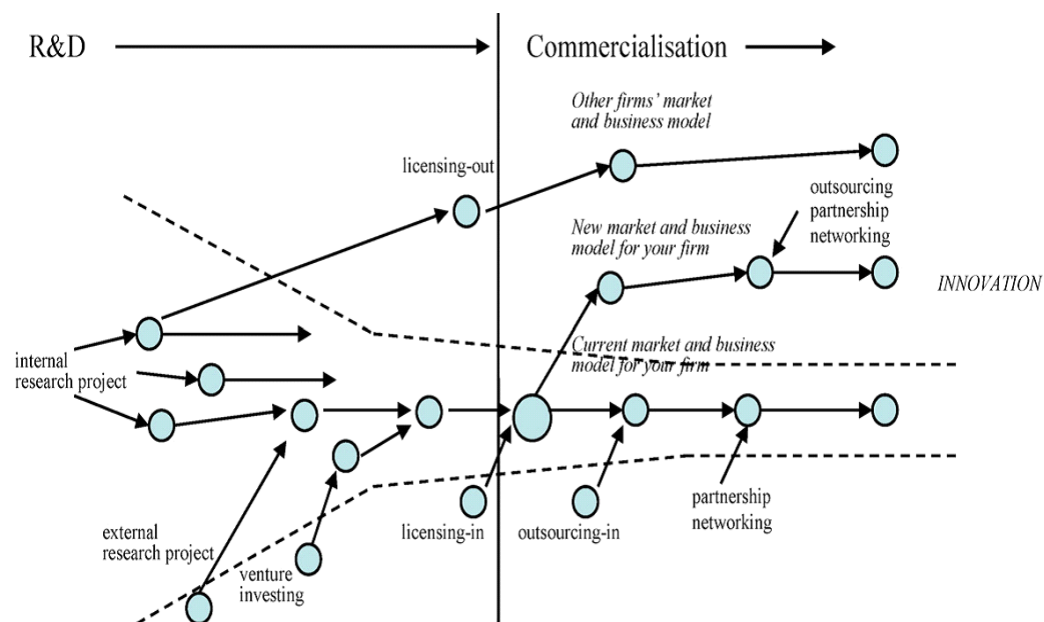 R&D
Commercialisation
Other firms' market
and business model
licensing-out
outsourcing
partnership
networking
New market and business
model for your firm
INNOVATION
Current market and business
model for your firm
internal
research project
partnership
networking
external
research project
licensing-in
outsourcing-in
venture
investing